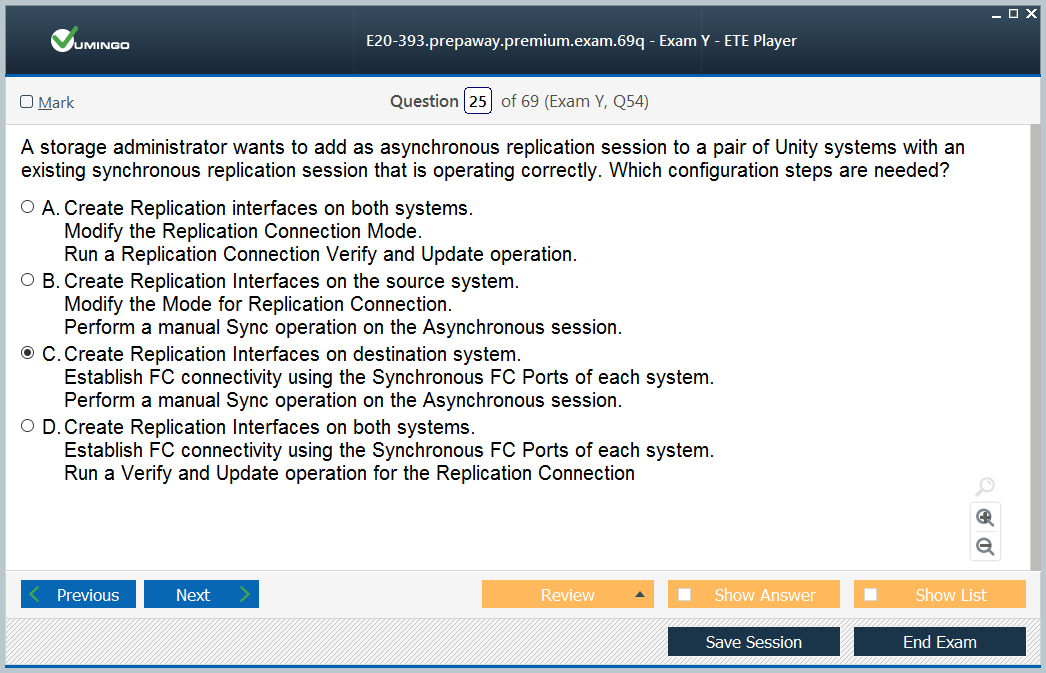 VUMINGO
E20-393.prepaway.premium.exam.69q - Exam Y - ETE Player
Mark
Question 25 of 69 (Exam Y, Q54)
A storage administrator wants to add as asynchronous replication session to a pair of Unity systems with an
existing synchronous replication session that is operating correctly. Which configuration steps are needed?
A. Create Replication interfaces on both systems.
Modify the Replication Connection Mode.
Run a Replication Connection Verify and Update operation.
B. Create Replication Interfaces on the source system.
Modify the Mode for Replication Connection.
Perform a manual Sync operation on the Asynchronous session.
C. Create Replication Interfaces on destination system.
Establish FC connectivity using the Synchronous FC Ports of each system.
Perform a manual Sync operation on the Asynchronous session.
D. Create Replication Interfaces on both systems.
Establish FC connectivity using the Synchronous FC Ports of each system.
Run a Verify and Update operation for the Replication Connection
Previous
Next
Review
Show Answer
Show List
Save Session
End Exam